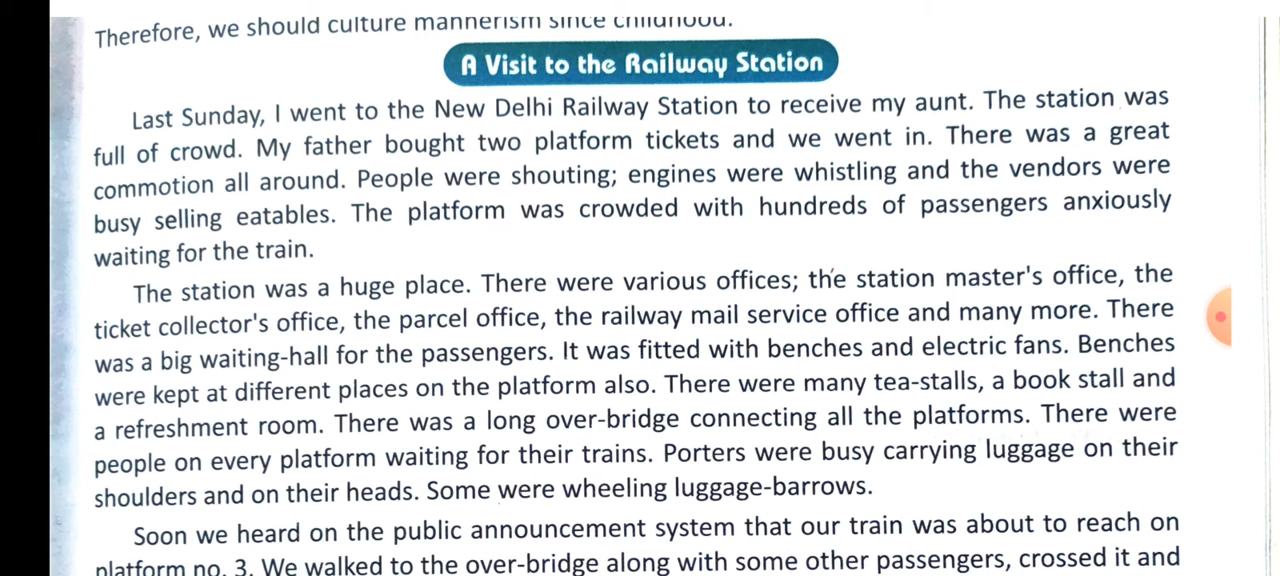 Therefore, we should culture mannerism since childhood.
A Visit to the Railway Station
Last Sunday, I went to the New Delhi Railway Station to receive my aunt. The station was
full of crowd. My father bought two platform tickets and we went in. There was a great
commotion all around. People were shouting; engines were whistling and the vendors were
busy selling eatables. The platform was crowded with hundreds of passengers anxiously
waiting for the train.
The station was a huge place. There were various offices; the station master's office, the
ticket collector's office, the parcel office, the railway mail service office and many more. There
was a big waiting-hall for the passengers. It was fitted with benches and electric fans. Benches
were kept at different places on the platform also. There were many tea-stalls, a book stall and
a refreshment room. There was a long over-bridge connecting all the platforms. There were
people on every platform waiting for their trains. Porters were busy carrying luggage on their
shoulders and on their heads. Some were wheeling luggage-barrows.
Soon we heard on the public announcement system that our train was about to reach on
platform no. 3. We walked to the over-bridge along with some other passengers, crossed it and